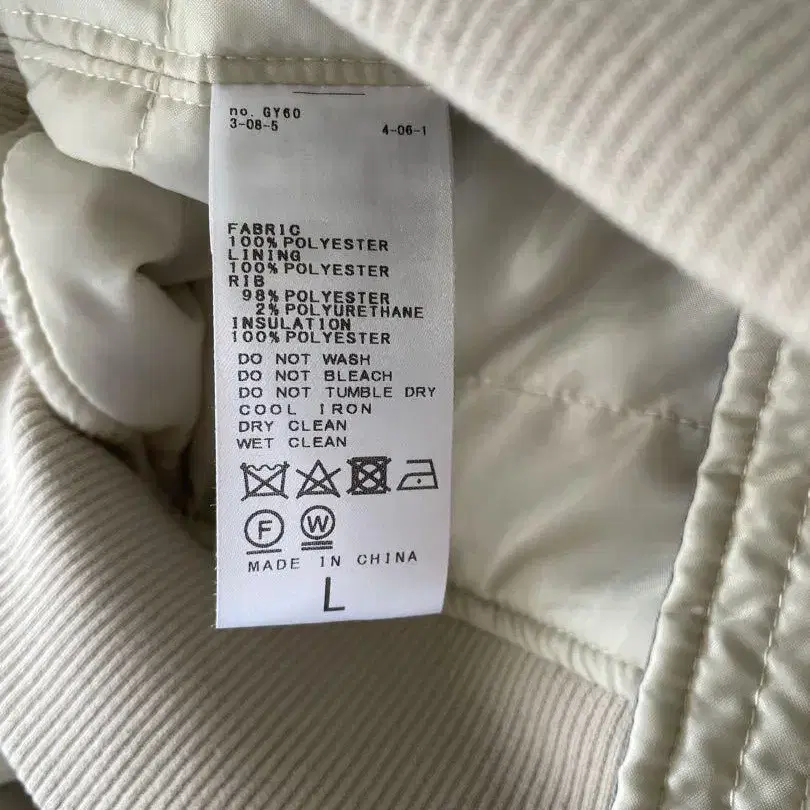 no. GY60
3-08-5 4-06-1
FABRIC
100% POLYESTER
LINING
100% POLYESTER
RIB
98% POLYESTER
2% POLYURETHANE
INSULATION
100% POLYESTER
DO NOT WASH
DO NOT BLEACH
DO NOT TUMBLE DRY
COOL IRON
DRY CLEAN
WET CLEAN
F W
MADE IN CHINA
L